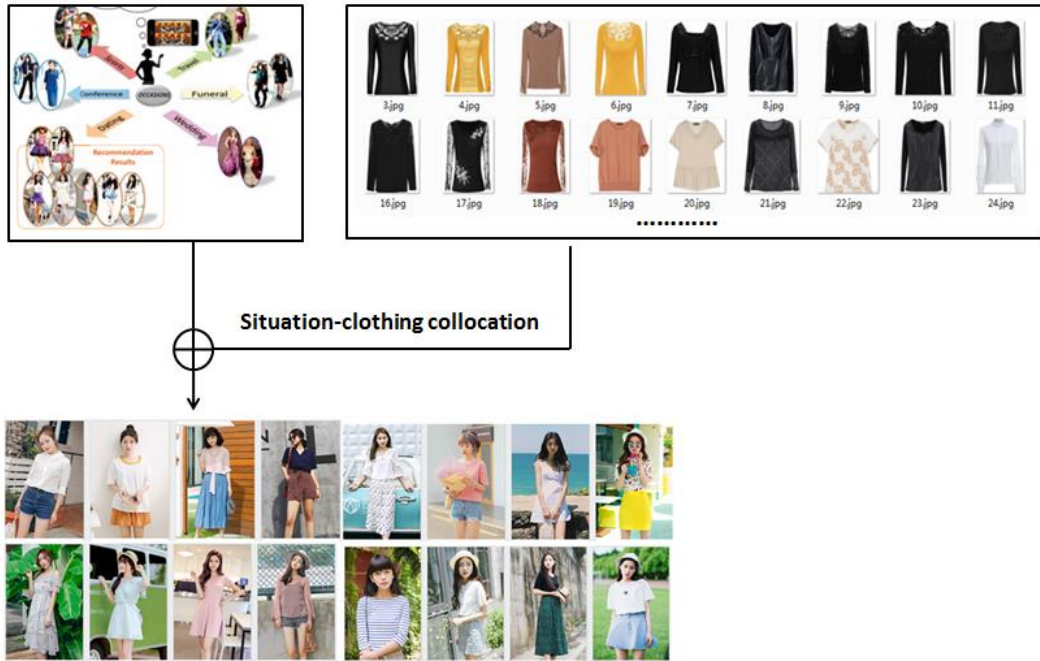 Sports
Travel
Conference
OCCASIONS
Funeral
Dating
Wedding
Recommendation
Results
3.jpg 4.jpg 5.jpg 6.jpg 7.jpg 8.jpg 9.jpg 10.jpg 11.jpg
16.jpg 17.jpg 18.jpg 19.jpg 20.jpg 21.jpg 22.jpg 23.jpg 24.jpg
…………
Situation-clothing collocation